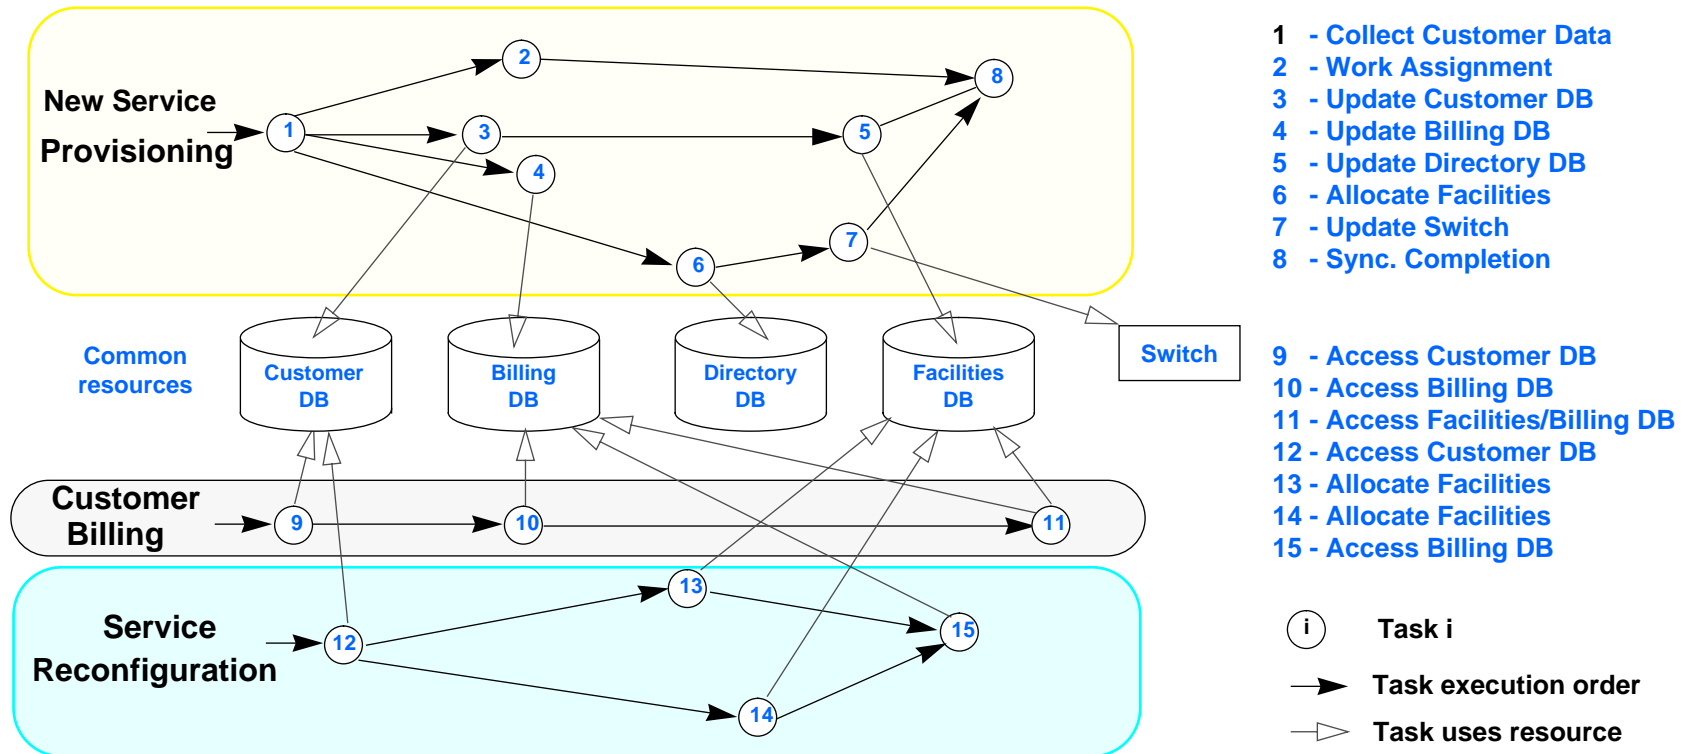 New Service
Provisioning
1
2
3
4
5
6
7
8
Common
resources
Customer
DB
Billing
DB
Directory
DB
Facilities
DB
Switch
Customer
Billing
9
10
11
Service
Reconfiguration
12
13
14
15
1 - Collect Customer Data
2 - Work Assignment
3 - Update Customer DB
4 - Update Billing DB
5 - Update Directory DB
6 - Allocate Facilities
7 - Update Switch
8 - Sync. Completion
9 - Access Customer DB
10 - Access Billing DB
11 - Access Facilities/Billing DB
12 - Access Customer DB
13 - Allocate Facilities
14 - Allocate Facilities
15 - Access Billing DB
i Task i
Task execution order
Task uses resource